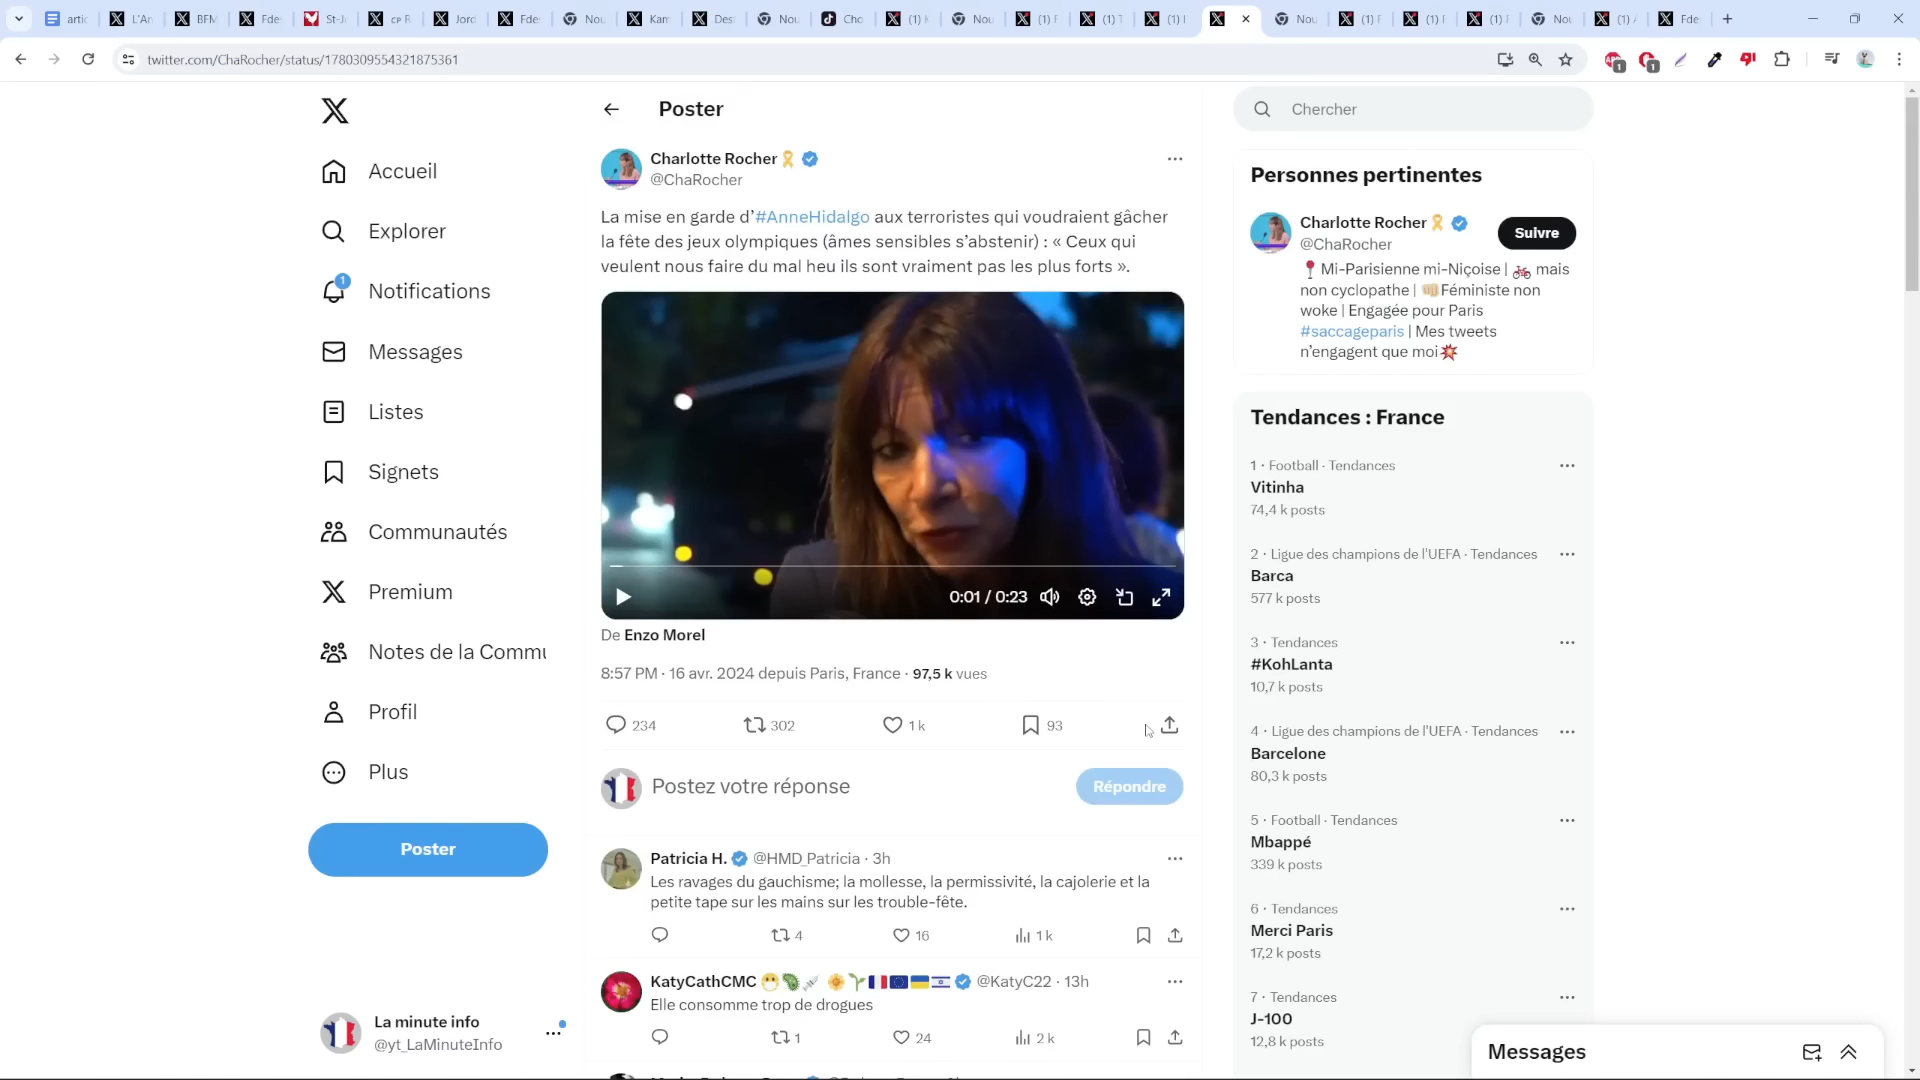 artic
L'An
BFM
Fde
St-J
CP R
Jord
Fde
Nou
Kam
Dest
Nou
Cho
(1) K
Nou
(1) F
(1) T
(1) I
Nou
(1) F
(1) F
(1) F
Nou
(1) A
Fde
twitter.com/ChaRocher/status/1780309554321875361
1
1
Accueil
Explorer
1
Notifications
Messages
Listes
Signets
Communautés
Premium
Notes de la Commu
Profil
Plus
Poster
La minute info
@yt_LaMinuteInfo
Poster
Charlotte Rocher
@ChaRocher
La mise en garde d’#AnneHidalgo aux terroristes qui voudraient gâcher
la fête des jeux olympiques (âmes sensibles s’abstenir) : « Ceux qui
veulent nous faire du mal heu ils sont vraiment pas les plus forts ».
0:01 / 0:23
De Enzo Morel
8:57 PM · 16 avr. 2024 depuis Paris, France · 97,5 k vues
234 302 1 k 93
Postez votre réponse
Répondre
Patricia H. @HMD_Patricia · 3h
Les ravages du gauchisme; la mollesse, la permissivité, la cajolerie et la
petite tape sur les mains sur les trouble-fête.
4 16 1 k
KatyCathCMC @KatyC22 · 13h
Elle consomme trop de drogues
1 24 2 k
Chercher
Personnes pertinentes
Charlotte Rocher
@ChaRocher
Suivre
Mi-Parisienne mi-Niçoise | mais
non cyclopathe | Féministe non
woke | Engagée pour Paris
#saccageparis | Mes tweets
n’engagent que moi
Tendances : France
1 · Football · Tendances
Vitinha
74,4 k posts
2 · Ligue des champions de l'UEFA · Tendances
Barca
577 k posts
3 · Tendances
#KohLanta
10,7 k posts
4 · Ligue des champions de l'UEFA · Tendances
Barcelone
80,3 k posts
5 · Football · Tendances
Mbappé
339 k posts
6 · Tendances
Merci Paris
17,2 k posts
7 · Tendances
J-100
12,8 k posts
Messages